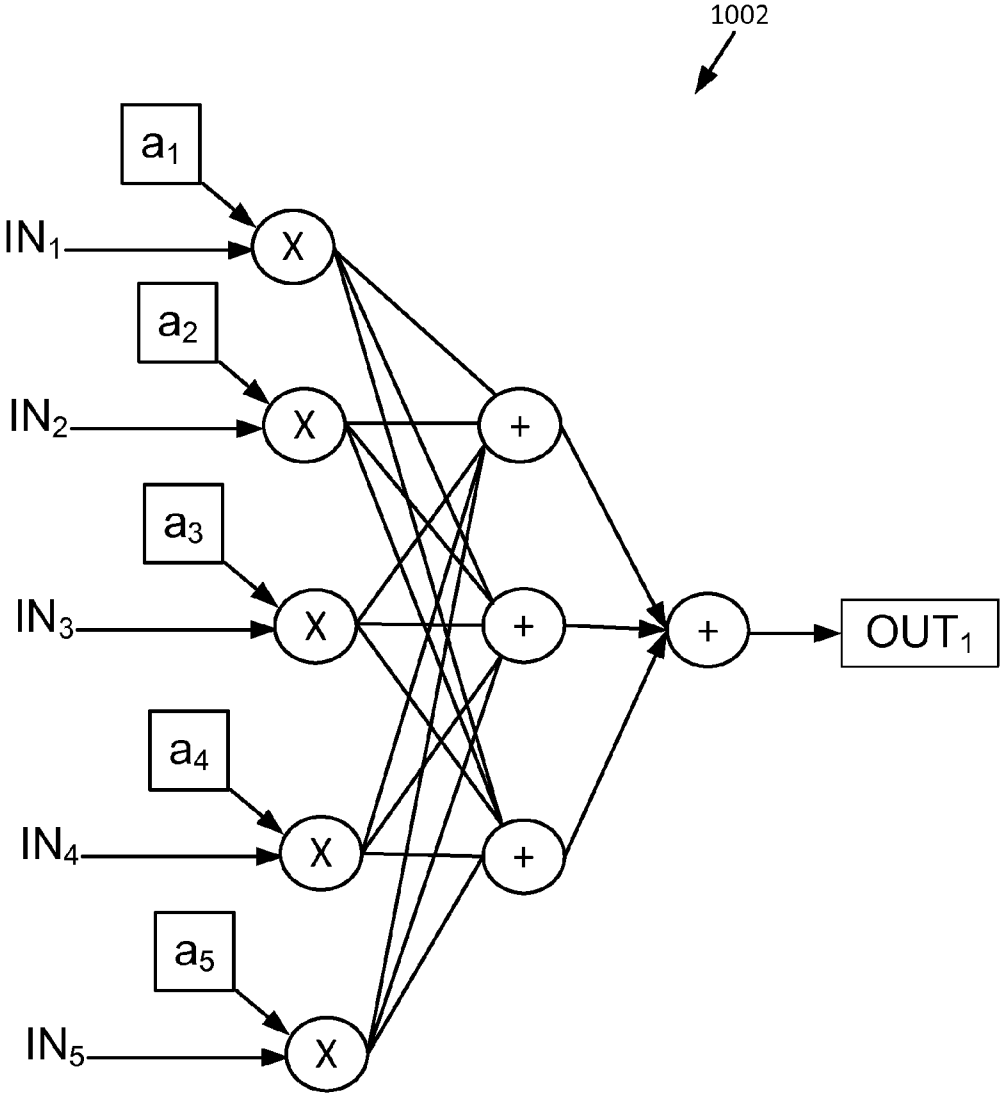 1002
a₁
IN₁
X
a₂
IN₂
X
+
a₃
IN₃
X
+
+
OUT₁
a₄
IN₄
X
+
a₅
IN₅
X